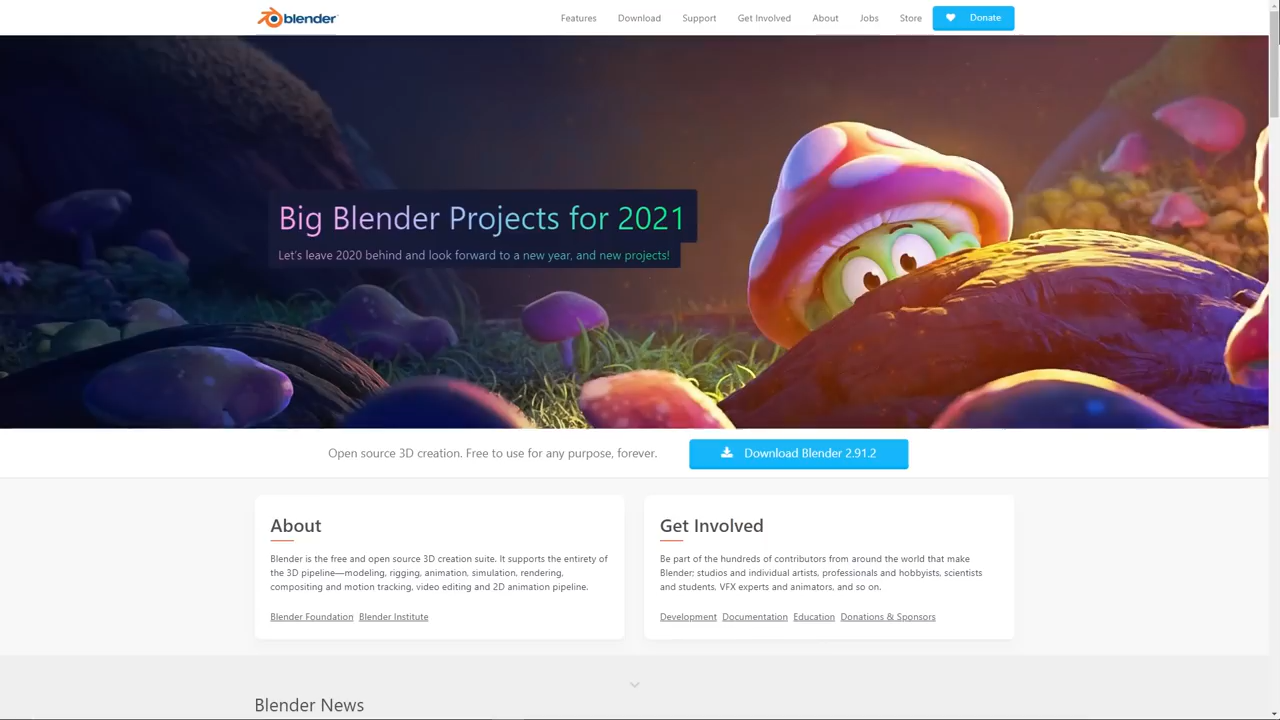 blender
Features Download Support Get Involved About Jobs Store Donate
Big Blender Projects for 2021
Let's leave 2020 behind and look forward to a new year, and new projects!
Open source 3D creation. Free to use for any purpose, forever.
Download Blender 2.91.2
About
Blender is the free and open source 3D creation suite. It supports the entirety of
the 3D pipeline—modeling, rigging, animation, simulation, rendering,
compositing and motion tracking, video editing and 2D animation pipeline.
Blender Foundation Blender Institute
Get Involved
Be part of the hundreds of contributors from around the world that make
Blender; studios and individual artists, professionals and hobbyists, scientists
and students, VFX experts and animators, and so on.
Development Documentation Education Donations & Sponsors
Blender News